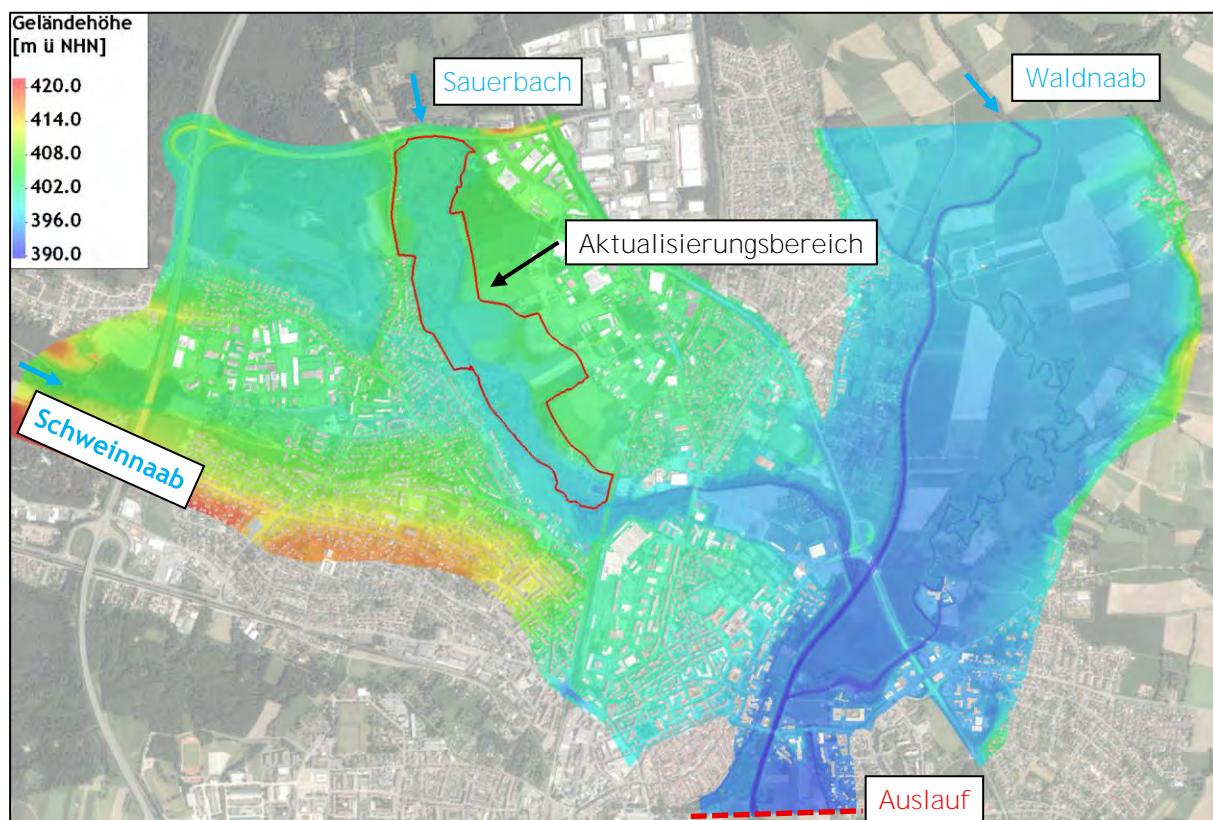 Geländehöhe
[m ü NHN]
420.0
414.0
408.0
402.0
396.0
390.0
Sauerbach
Waldnaab
Aktualisierungsbereich
Schweinnaab
Auslauf